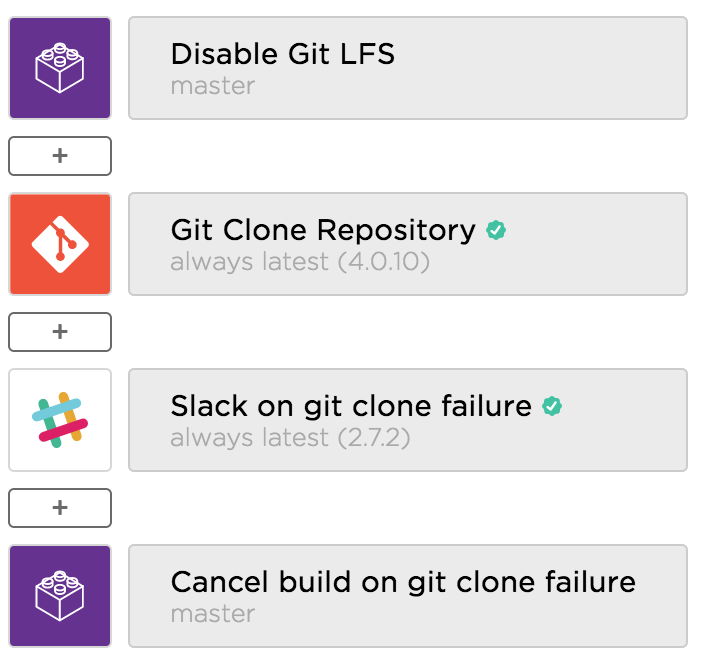 Disable Git LFS
master
+
Git Clone Repository
always latest (4.0.10)
+
Slack on git clone failure
always latest (2.7.2)
+
Cancel build on git clone failure
master